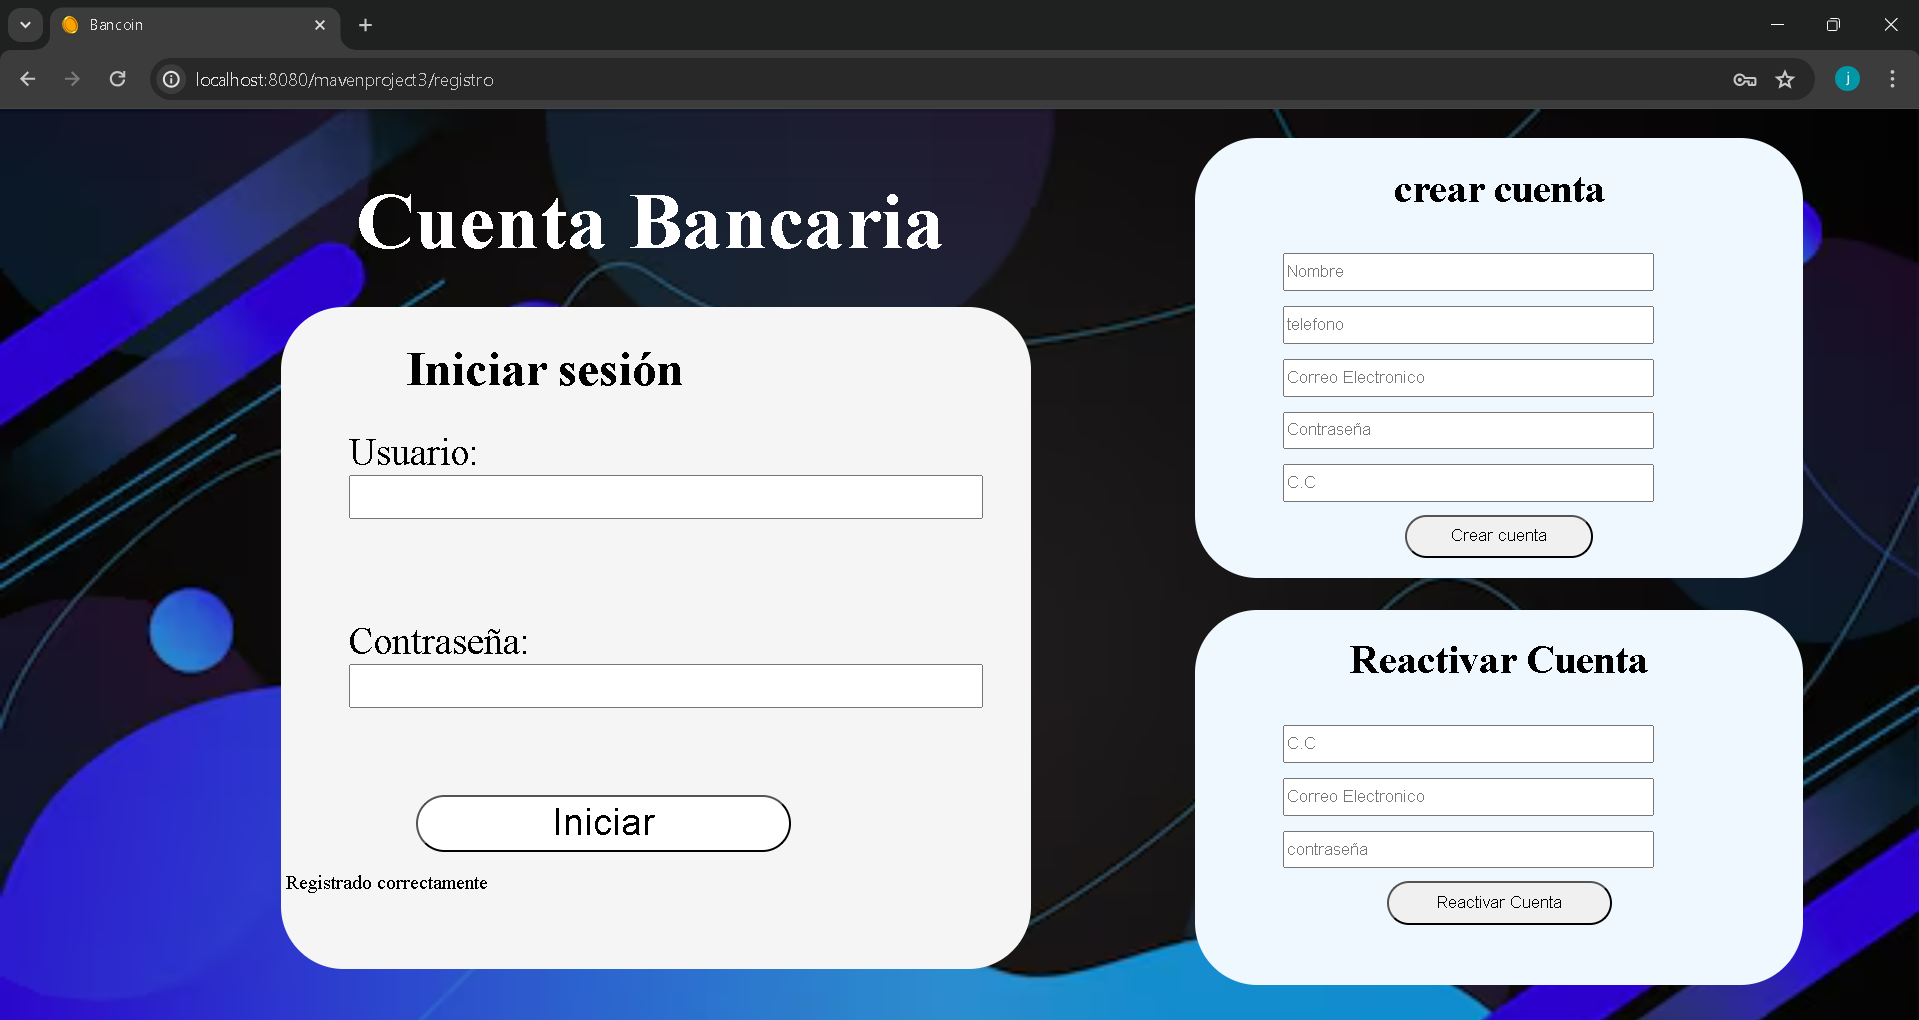 Bancoin
localhost:8080/mavenproject3/registro
j
Cuenta Bancaria
Iniciar sesión
Usuario:
Contraseña:
Iniciar
Registrado correctamente
crear cuenta
Nombre
telefono
Correo Electronico
Contraseña
C.C
Crear cuenta
Reactivar Cuenta
C.C
Correo Electronico
contraseña
Reactivar Cuenta